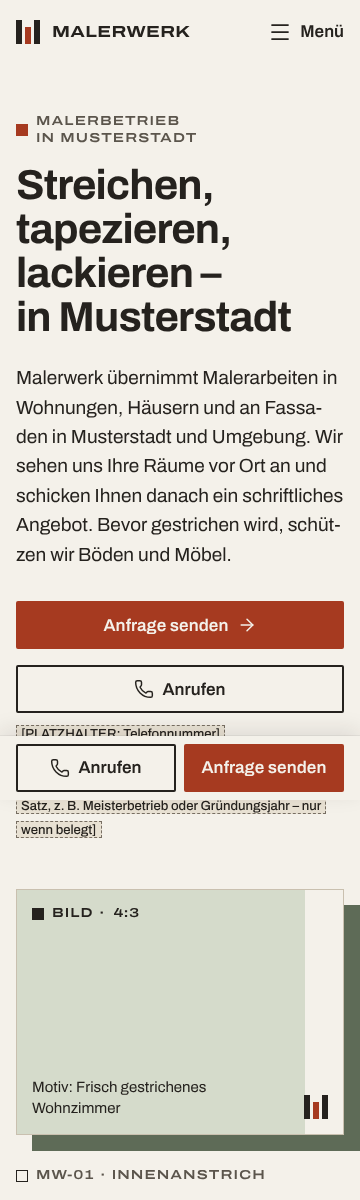 MALERWERK
Menü
MALERBETRIEB
IN MUSTERSTADT
Streichen,
tapezieren,
lackieren –
in Musterstadt
Malerwerk übernimmt Malerarbeiten in
Wohnungen, Häusern und an Fassa-
den in Musterstadt und Umgebung. Wir
sehen uns Ihre Räume vor Ort an und
schicken Ihnen danach ein schriftliches
Angebot. Bevor gestrichen wird, schüt-
zen wir Böden und Möbel.
Anfrage senden
Anrufen
[PLATZHALTER: Telefonnummer]
Anrufen
Anfrage senden
Satz, z. B. Meisterbetrieb oder Gründungsjahr – nur
wenn belegt]
BILD · 4:3
Motiv: Frisch gestrichenes
Wohnzimmer
MW-01 · INNENANSTRICH